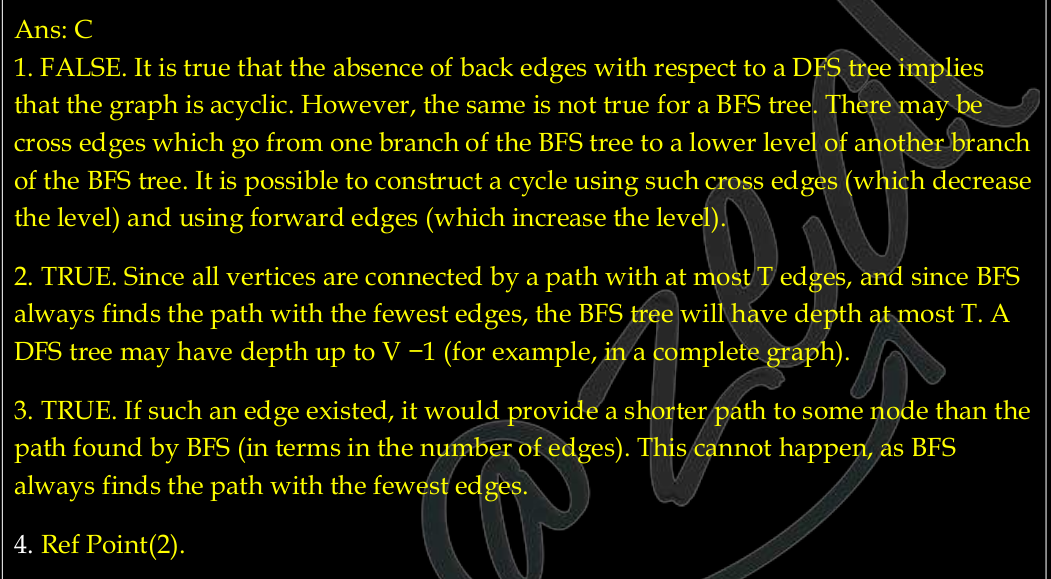 Ans: C
1. FALSE. It is true that the absence of back edges with respect to a DFS tree implies
that the graph is acyclic. However, the same is not true for a BFS tree. There may be
cross edges which go from one branch of the BFS tree to a lower level of another branch
of the BFS tree. It is possible to construct a cycle using such cross edges (which decrease
the level) and using forward edges (which increase the level).
2. TRUE. Since all vertices are connected by a path with at most T edges, and since BFS
always finds the path with the fewest edges, the BFS tree will have depth at most T. A
DFS tree may have depth up to V −1 (for example, in a complete graph).
3. TRUE. If such an edge existed, it would provide a shorter path to some node than the
path found by BFS (in terms in the number of edges). This cannot happen, as BFS
always finds the path with the fewest edges.
4. Ref Point(2).